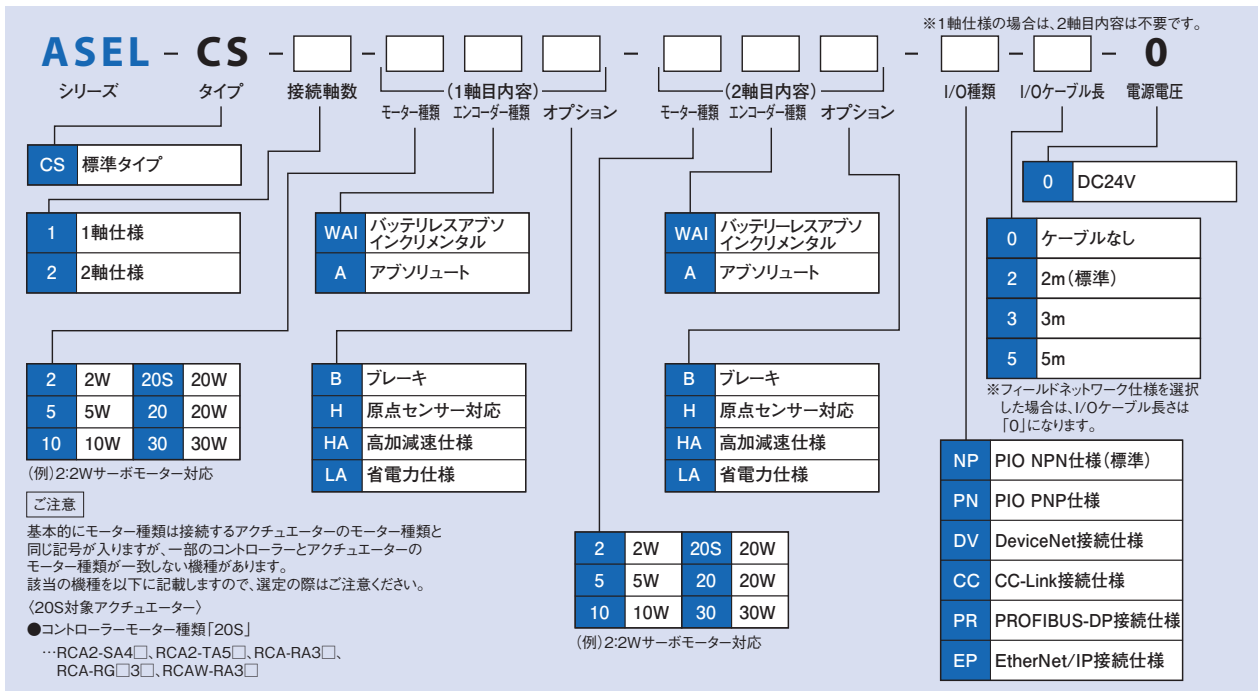 ※1軸仕様の場合は、2軸目内容は不要です。
ASEL - CS - - - - - - 0
シリーズ タイプ 接続軸数 (1軸目内容) (2軸目内容) I/O種類 I/Oケーブル長 電源電圧
モーター種類 エンコーダー種類 オプション モーター種類 エンコーダー種類 オプション
CS 標準タイプ
1 1軸仕様
2 2軸仕様
WAI バッテリレスアブソ
インクリメンタル
A アブソリュート
WAI バッテリーレスアブソ
インクリメンタル
A アブソリュート
0 DC24V
0 ケーブルなし
2 2m(標準)
3 3m
5 5m
※フィールドネットワーク仕様を選択
した場合は、I/Oケーブル長さは
「0」になります。
2 2W 20S 20W
5 5W 20 20W
10 10W 30 30W
(例)2:2Wサーボモーター対応
B ブレーキ
H 原点センサー対応
HA 高加減速仕様
LA 省電力仕様
B ブレーキ
H 原点センサー対応
HA 高加減速仕様
LA 省電力仕様
ご注意
基本的にモーター種類は接続するアクチュエーターのモーター種類と
同じ記号が入りますが、一部のコントローラーとアクチュエーターの
モーター種類が一致しない機種があります。
該当の機種を以下に記載しますので、選定の際はご注意ください。
〈20S対象アクチュエーター〉
●コントローラーモーター種類「20S」
…RCA2-SA4□、RCA2-TA5□、RCA-RA3□、
RCA-RG□3□、RCAW-RA3□
2 2W 20S 20W
5 5W 20 20W
10 10W 30 30W
(例)2:2Wサーボモーター対応
NP PIO NPN仕様(標準)
PN PIO PNP仕様
DV DeviceNet接続仕様
CC CC-Link接続仕様
PR PROFIBUS-DP接続仕様
EP EtherNet/IP接続仕様